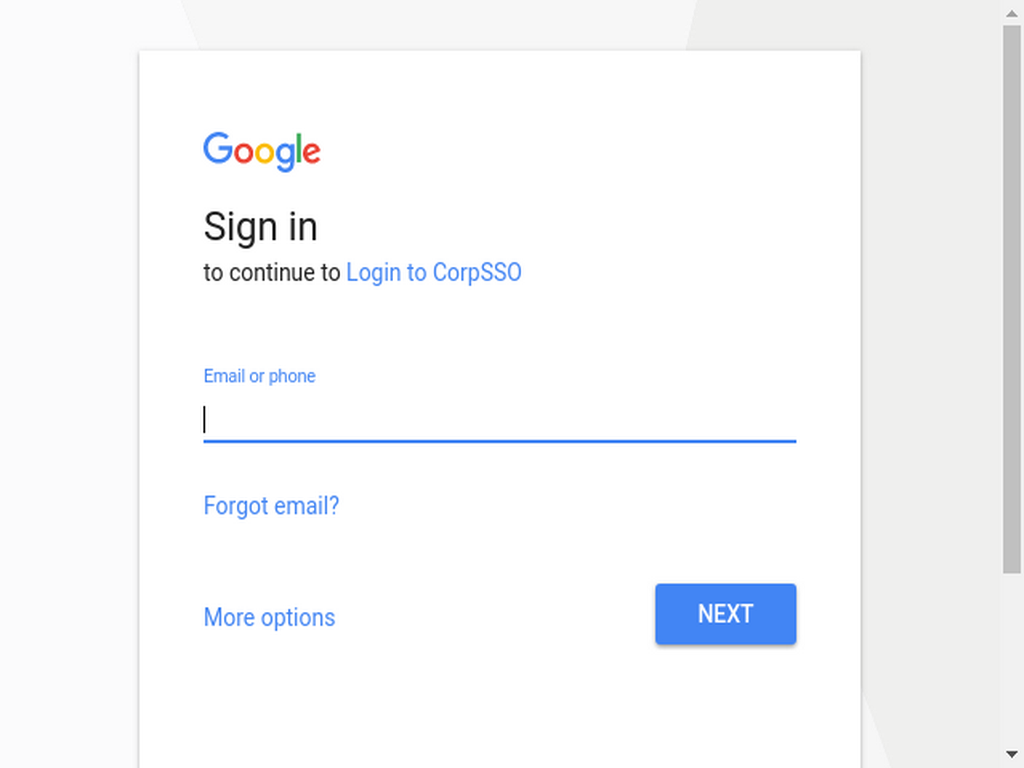 Google
Sign in
to continue to Login to CorpSSO
Email or phone
Forgot email?
More options
NEXT